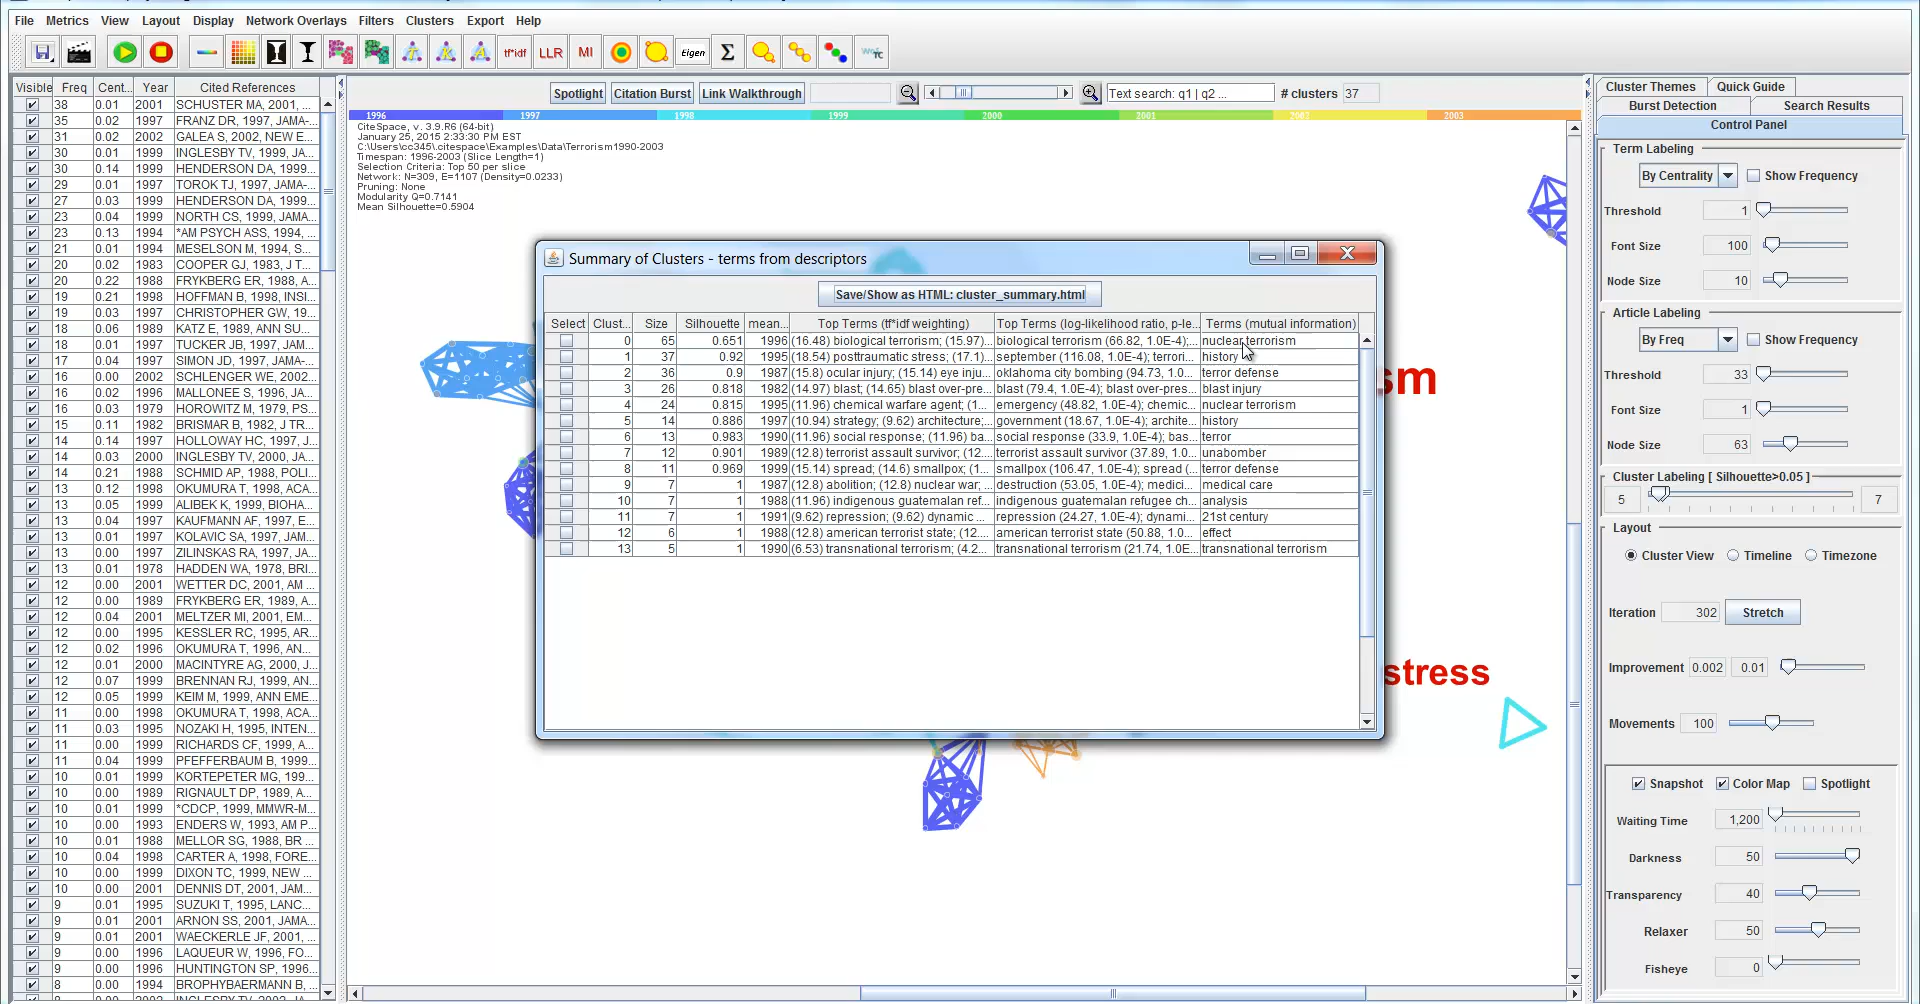 File Metrics View Layout Display Network Overlays Filters Clusters Export Help
tf*idf LLR MI Eigen Σ TC
Visible Freq Cent... Year Cited References
38 0.01 2001 SCHUSTER MA, 2001, ...
35 0.02 1997 FRANZ DR, 1997, JAMA-...
31 0.02 2002 GALEA S, 2002, NEW E...
30 0.01 1999 INGLESBY TV, 1999, JA...
30 0.14 1999 HENDERSON DA, 1999...
29 0.01 1997 TOROK TJ, 1997, JAMA-...
27 0.03 1999 HENDERSON DA, 1999...
23 0.04 1999 NORTH CS, 1999, JAMA...
23 0.13 1994 *AM PSYCH ASS, 1994, ...
21 0.01 1994 MESELSON M, 1994, S...
20 0.02 1983 COOPER GJ, 1983, J T...
20 0.22 1988 FRYKBERG ER, 1988, A...
19 0.21 1998 HOFFMAN B, 1998, INSI...
19 0.03 1997 CHRISTOPHER GW, 19...
18 0.06 1989 KATZ E, 1989, ANN SU...
18 0.01 1997 TUCKER JB, 1997, JAM...
17 0.04 1997 SIMON JD, 1997, JAMA-...
16 0.00 2002 SCHLENGER WE, 2002...
16 0.02 1996 MALLONEE S, 1996, JA...
16 0.03 1979 HOROWITZ M, 1979, PS...
15 0.11 1982 BRISMAR B, 1982, J TR...
14 0.14 1997 HOLLOWAY HC, 1997, J...
14 0.03 2000 INGLESBY TV, 2000, JA...
14 0.21 1988 SCHMID AP, 1988, POLI...
13 0.12 1998 OKUMURA T, 1998, ACA...
13 0.05 1999 ALIBEK K, 1999, BIOHA...
13 0.04 1997 KAUFMANN AF, 1997, E...
13 0.01 1997 KOLAVIC SA, 1997, JAM...
13 0.00 1997 ZILINSKAS RA, 1997, JA...
13 0.01 1978 HADDEN WA, 1978, BRI...
12 0.00 2001 WETTER DC, 2001, AM ...
12 0.00 1989 FRYKBERG ER, 1989, A...
12 0.04 2001 MELTZER MI, 2001, EM...
12 0.00 1995 KESSLER RC, 1995, AR...
12 0.02 1996 OKUMURA T, 1996, AN...
12 0.01 2000 MACINTYRE AG, 2000, J...
12 0.07 1999 BRENNAN RJ, 1999, AN...
12 0.05 1999 KEIM M, 1999, ANN EME...
11 0.00 1998 OKUMURA T, 1998, ACA...
11 0.03 1995 NOZAKI H, 1995, INTEN...
11 0.00 1999 RICHARDS CF, 1999, A...
11 0.04 1999 PFEFFERBAUM B, 1999...
10 0.01 1999 KORTEPETER MG, 199...
10 0.00 1989 RIGNAULT DP, 1989, A...
10 0.01 1999 *CDCP, 1999, MMWR-M...
10 0.00 1993 ENDERS W, 1993, AM P...
10 0.01 1988 MELLOR SG, 1988, BR ...
10 0.04 1998 CARTER A, 1998, FORE...
10 0.00 1999 DIXON TC, 1999, NEW ...
10 0.00 2001 DENNIS DT, 2001, JAM...
9 0.01 1995 SUZUKI T, 1995, LANC...
9 0.01 2001 ARNON SS, 2001, JAMA...
9 0.01 2001 WAECKERLE JF, 2001, ...
9 0.00 1996 LAQUEUR W, 1996, FO...
9 0.00 1996 HUNTINGTON SP, 1996...
8 0.00 1994 BROPHYBAERMANN B, ...
Spotlight Citation Burst Link Walkthrough Text search: q1 | q2 ... # clusters 37
1996 1997 1998 1999 2000 2001 2002 2003
CiteSpace, v. 3.9.R6 (64-bit)
January 25, 2015 2:33:30 PM EST
C:\Users\cc345\.citespace\Examples\Data\Terrorism1990-2003
Timespan: 1996-2003 (Slice Length=1)
Selection Criteria: Top 50 per slice
Network: N=309, E=1107 (Density=0.0233)
Pruning: None
Modularity Q=0.7141
Mean Silhouette=0.5904
Summary of Clusters - terms from descriptors
Save/Show as HTML: cluster_summary.html
Select Clust... Size Silhouette mean... Top Terms (tf*idf weighting) Top Terms (log-likelihood ratio, p-le... Terms (mutual information)
0 65 0.651 1996 (16.48) biological terrorism; (15.97)... biological terrorism (66.82, 1.0E-4);... nuclear terrorism
1 37 0.92 1995 (18.54) posttraumatic stress; (17.1)... september (116.08, 1.0E-4); terrori... history
2 36 0.9 1987 (15.8) ocular injury; (15.14) eye inju... oklahoma city bombing (94.73, 1.0... terror defense
3 26 0.818 1982 (14.97) blast; (14.65) blast over-pre... blast (79.4, 1.0E-4); blast over-pres... blast injury
4 24 0.815 1995 (11.96) chemical warfare agent; (1... emergency (48.82, 1.0E-4); chemic... nuclear terrorism
5 14 0.886 1997 (10.94) strategy; (9.62) architecture;... government (18.67, 1.0E-4); archite... history
6 13 0.983 1990 (11.96) social response; (11.96) ba... social response (33.9, 1.0E-4); bas... terror
7 12 0.901 1989 (12.8) terrorist assault survivor; (12... terrorist assault survivor (37.89, 1.0... unabomber
8 11 0.969 1999 (15.14) spread; (14.6) smallpox; (1... smallpox (106.47, 1.0E-4); spread (... terror defense
9 7 1 1987 (12.8) abolition; (12.8) nuclear war; ... destruction (53.05, 1.0E-4); medici... medical care
10 7 1 1988 (11.96) indigenous guatemalan ref... indigenous guatemalan refugee ch... analysis
11 7 1 1991 (9.62) repression; (9.62) dynamic ... repression (24.27, 1.0E-4); dynami... 21st century
12 6 1 1988 (12.8) american terrorist state; (12.... american terrorist state (50.88, 1.0... effect
13 5 1 1990 (6.53) transnational terrorism; (4.2... transnational terrorism (21.74, 1.0E... transnational terrorism
sm
stress
Cluster Themes Quick Guide
Burst Detection Search Results
Control Panel
Term Labeling
By Centrality Show Frequency
Threshold 1
Font Size 100
Node Size 10
Article Labeling
By Freq Show Frequency
Threshold 33
Font Size 1
Node Size 63
Cluster Labeling [ Silhouette>0.05 ]
5 7
Layout
Cluster View Timeline Timezone
Iteration 302 Stretch
Improvement 0.002 0.01
Movements 100
Snapshot Color Map Spotlight
Waiting Time 1,200
Darkness 50
Transparency 40
Relaxer 50
Fisheye 0